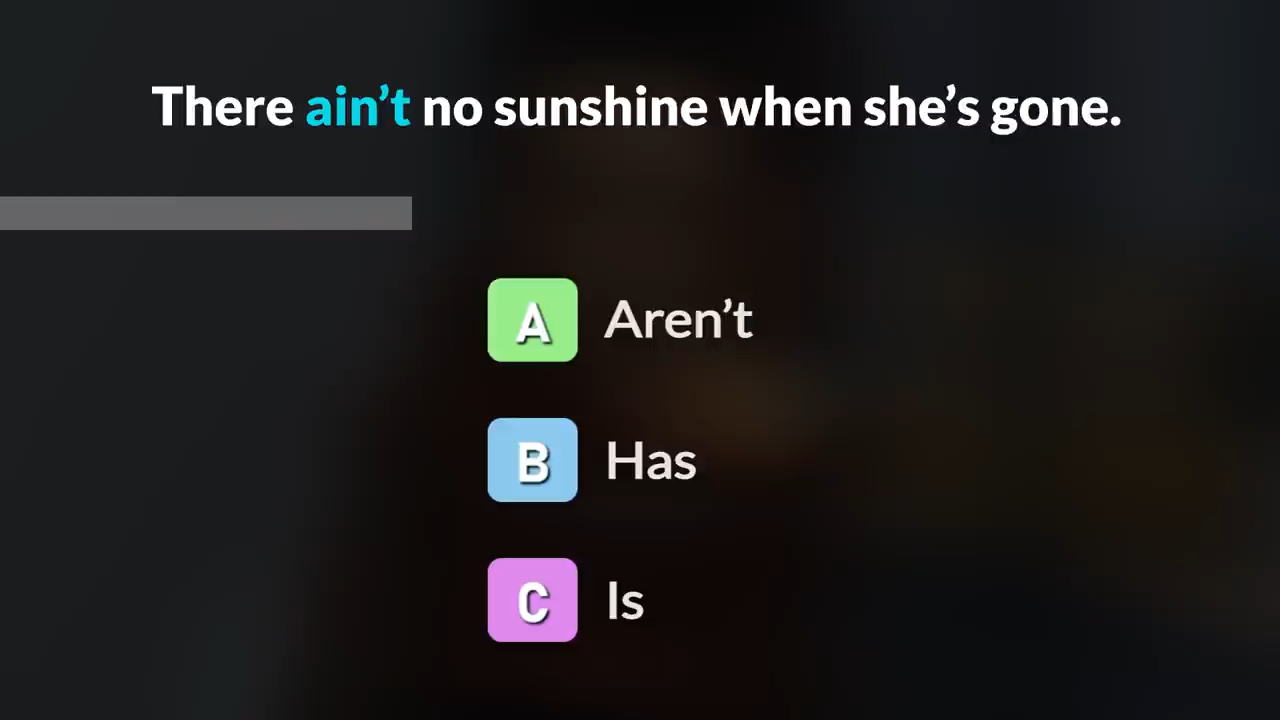 There ain’t no sunshine when she’s gone.
A Aren’t
B Has
C Is